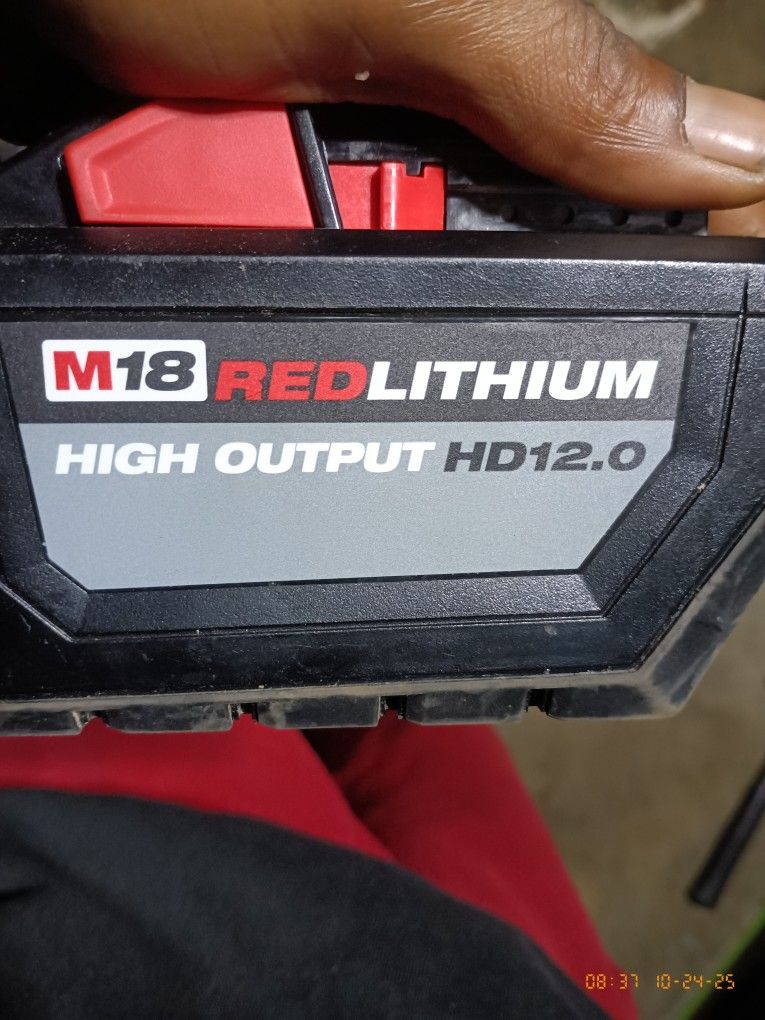 M18 REDLITHIUM
HIGH OUTPUT HD12.0
08:37 10-24-25